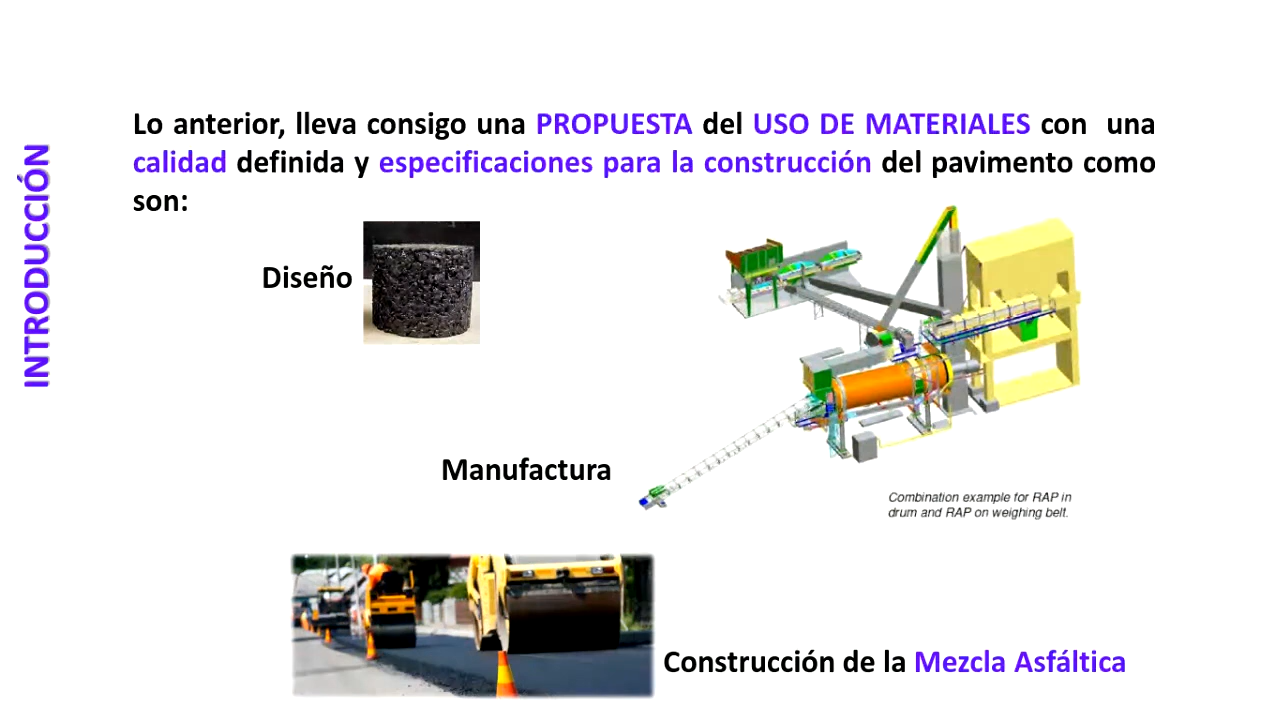 INTRODUCCIÓN
Lo anterior, lleva consigo una PROPUESTA del USO DE MATERIALES con una
calidad definida y especificaciones para la construcción del pavimento como
son:
Diseño
Manufactura
Combination example for RAP in
drum and RAP on weighing belt.
Construcción de la Mezcla Asfáltica